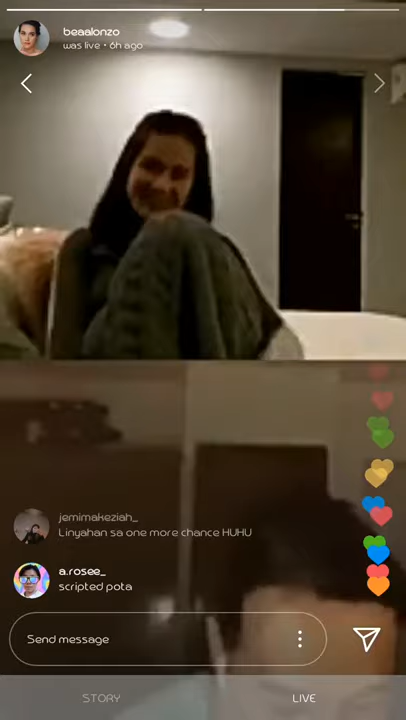 beaalonzo
was live • 6h ago
jemimakeziah_
Linyahan sa one more chance HUHU
a.rosee_
scripted pota
Send message
STORY
LIVE